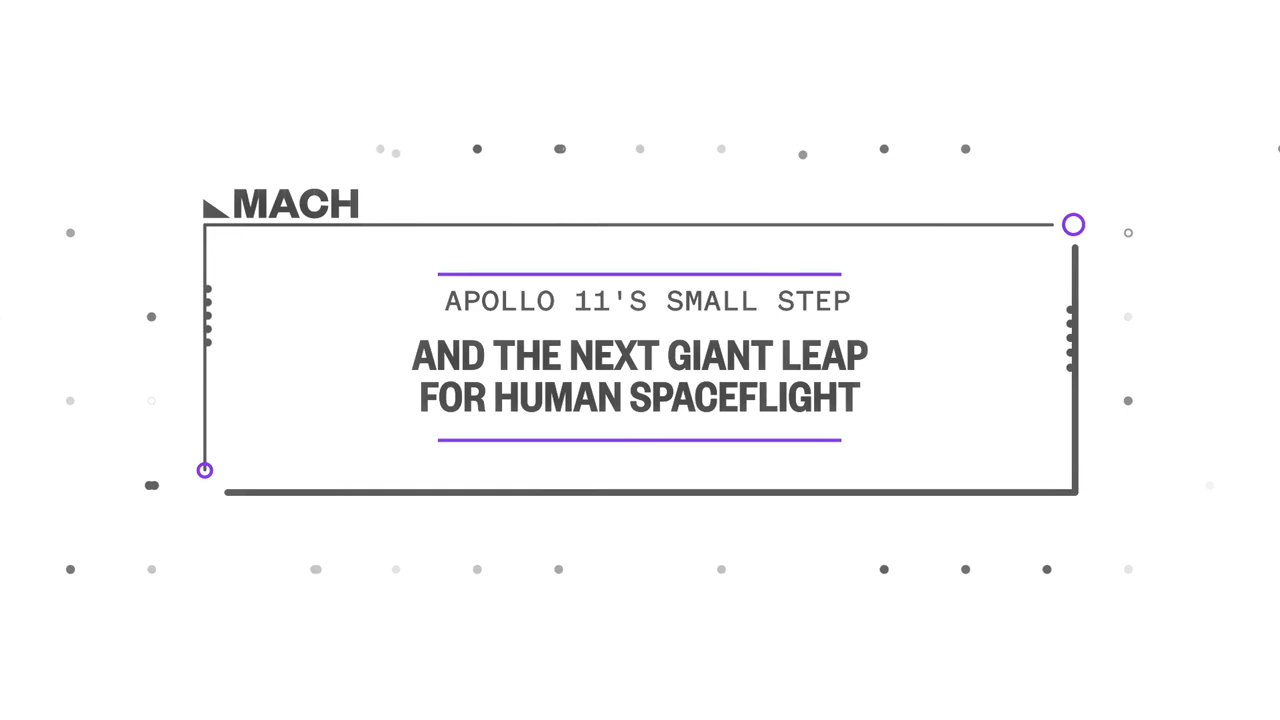 MACH
APOLLO 11'S SMALL STEP
AND THE NEXT GIANT LEAP
FOR HUMAN SPACEFLIGHT